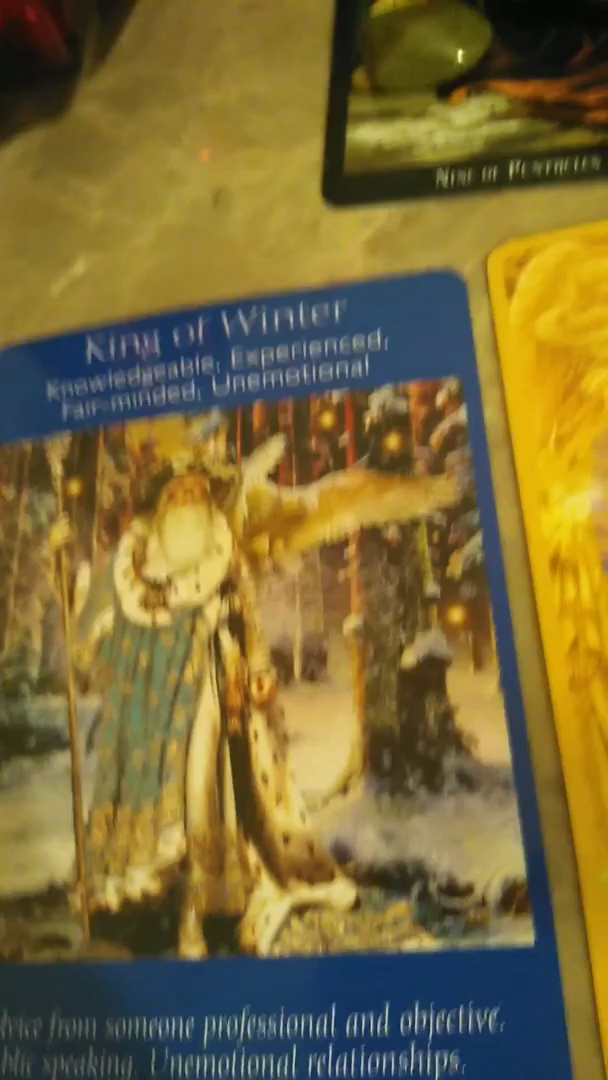 Nine of Pentacles
King of Winter
Knowledgeable, Experienced,
Fair-minded, Unemotional
from someone professional and objective.
speaking. Unemotional relationships.